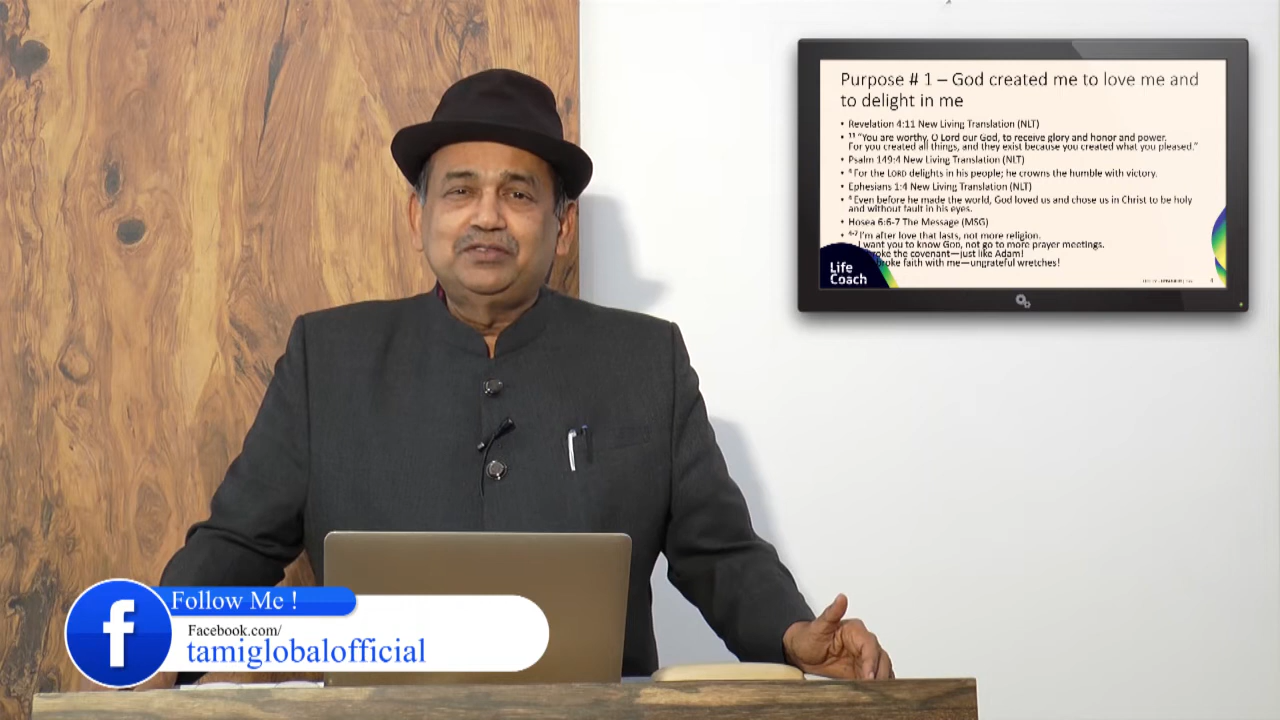 Purpose # 1 – God created me to love me and
to delight in me
• Revelation 4:11 New Living Translation (NLT)
• 11 “You are worthy, O Lord our God, to receive glory and honor and power.
For you created all things, and they exist because you created what you pleased.”
• Psalm 149:4 New Living Translation (NLT)
• 4 For the LORD delights in his people; he crowns the humble with victory.
• Ephesians 1:4 New Living Translation (NLT)
• 4 Even before he made the world, God loved us and chose us in Christ to be holy
and without fault in his eyes.
• Hosea 6:6-7 The Message (MSG)
• 6-7 I’m after love that lasts, not more religion.
I want you to know GOD, not go to more prayer meetings.
the covenant—just like Adam!
broke faith with me—ungrateful wretches!
Life
Coach
4
Follow Me !
Facebook.com/
tamiglobalofficial
f